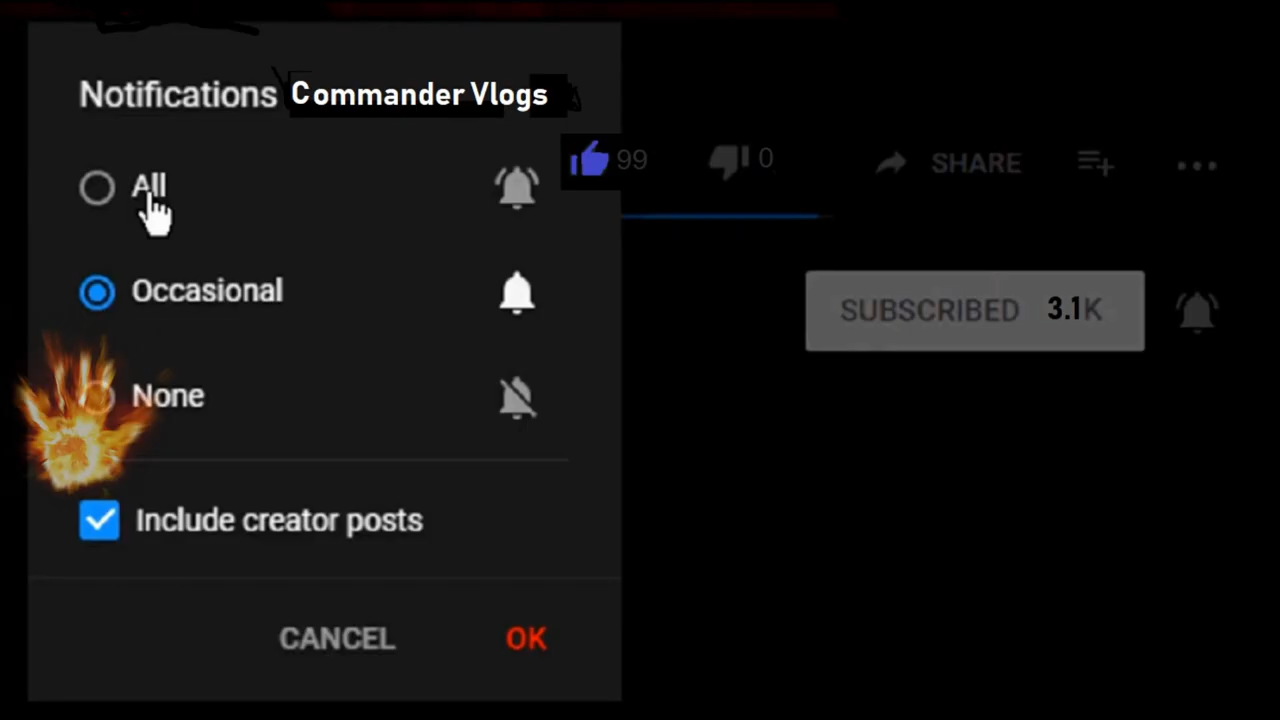 Notifications Commander Vlogs
All
99 0 SHARE
Occasional
SUBSCRIBED 3.1K
None
Include creator posts
CANCEL OK